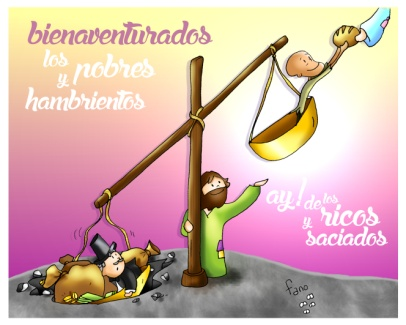 bienaventurados
los
y pobres
hambrientos
ay! de los
ricos
y
saciados
fano